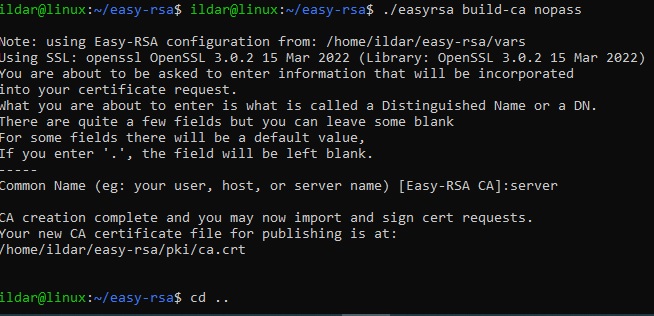 ildar@linux:~/easy-rsa$ ildar@linux:~/easy-rsa$ ./easyrsa build-ca nopass
Note: using Easy-RSA configuration from: /home/ildar/easy-rsa/vars
Using SSL: openssl OpenSSL 3.0.2 15 Mar 2022 (Library: OpenSSL 3.0.2 15 Mar 2022)
You are about to be asked to enter information that will be incorporated
into your certificate request.
What you are about to enter is what is called a Distinguished Name or a DN.
There are quite a few fields but you can leave some blank
For some fields there will be a default value,
If you enter '.', the field will be left blank.
-----
Common Name (eg: your user, host, or server name) [Easy-RSA CA]:server
CA creation complete and you may now import and sign cert requests.
Your new CA certificate file for publishing is at:
/home/ildar/easy-rsa/pki/ca.crt
ildar@linux:~/easy-rsa$ cd ..